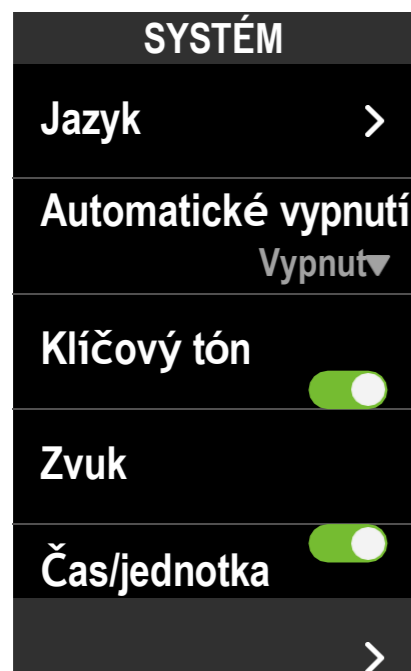 SYSTÉM
Jazyk
Automatické vypnutí
Vypnut
Klíčový tón
Zvuk
Čas/jednotka